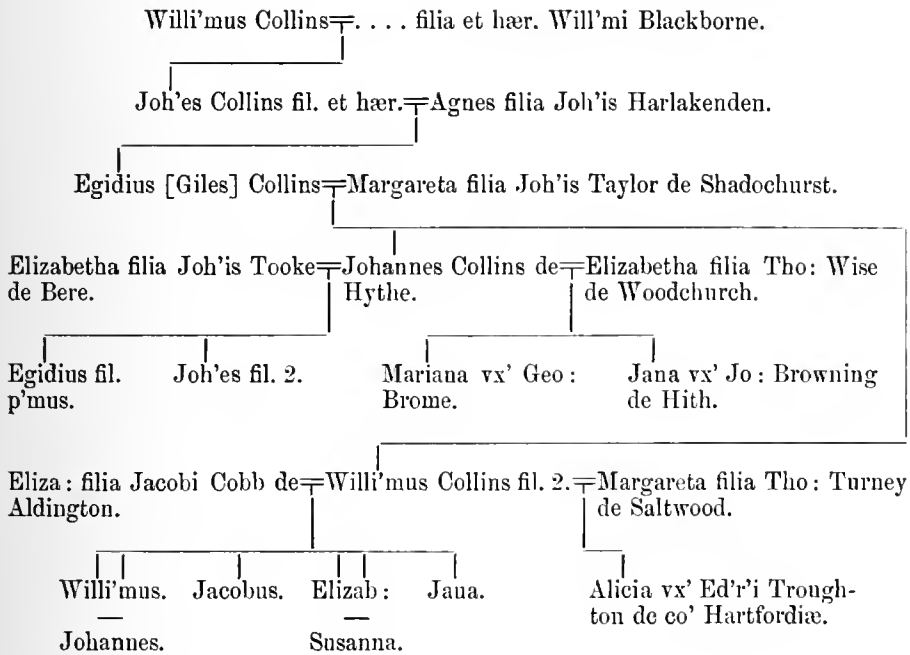 Willi'mus Collins=. . . . filia et hær. Will'mi Blackborne.
Joh'es Collins fil. et hær.=Agnes filia Joh'is Harlakenden.
Egidius [Giles] Collins=Margareta filia Joh'is Taylor de Shadochurst.
Elizabetha filia Joh'is Tooke=Johannes Collins de=Elizabetha filia Tho: Wise
de Bere. Hythe. de Woodchurch.
Egidius fil. Joh'es fil. 2. Mariana vx' Geo: Jana vx' Jo: Browning
p'mus. Brome. de Hith.
Eliza: filia Jacobi Cobb de=Willi'mus Collins fil. 2.=Margareta filia Tho: Turney
Aldington. de Saltwood.
Willi'mus. Jacobus. Elizab: Jana. Alicia vx' Ed'r'i Trough-
ton de co' Hartfordiæ.
Johannes. Susanna.